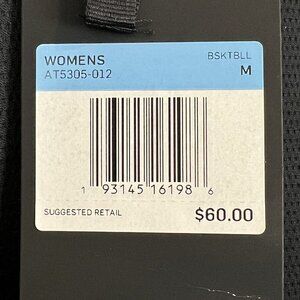 WOMENS BSKTBLL
AT5305-012 M
1 93145 16198 6
SUGGESTED RETAIL $60.00